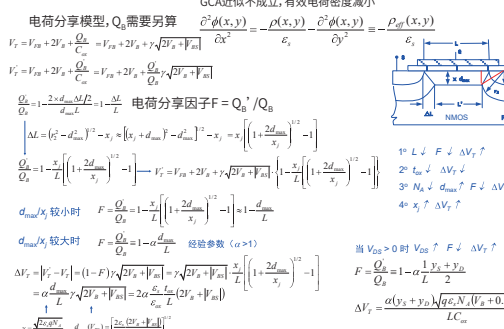 GCA近似不成立, 有效电荷密度减小
电荷分享模型, Q_B需要另算
∂²ϕ(x, y)/∂x² = −ρ(x, y)/ε_s − ∂²ϕ(x, y)/∂y² ≡ −ρ_eff(x, y)/ε_s
V_T = V_FB + 2V_B + Q_B/C_ox = V_FB + 2V_B + γ√(2V_B + |V_BS|)
V_T' = V_FB + 2V_B + Q_B'/C_ox = V_FB + 2V_B + Q_B'/Q_B γ√(2V_B + |V_BS|)
Q_B'/Q_B = 1 − (2 × d_max ΔL/2)/(d_max L) = 1 − ΔL/L
电荷分享因子F = Q_B'/Q_B
ΔL = (r_2² − d_max²)^1/2 − x_j ≈ [(x_j + d_max)² − d_max²]^1/2 − x_j = x_j[(1 + 2d_max/x_j)^1/2 − 1]
Q_B'/Q_B = 1 − x_j/L[(1 + 2d_max/x_j)^1/2 − 1]
V_T' = V_FB + 2V_B + γ√(2V_B + |V_BS|)·{1 − x_j/L[(1 + 2d_max/x_j)^1/2 − 1]}
d_max/x_j 较小时 F = Q_B'/Q_B = 1 − x_j/L[(1 + 2d_max/x_j)^1/2 − 1] ≈ 1 − d_max/L
d_max/x_j 较大时 F = Q_B'/Q_B = 1 − α d_max/L 经验参数（α >1）
ΔV_T = |V_T' − V_T| = (1 − F)γ√(2V_B + |V_BS|) = γ√(2V_B + |V_BS|)·x_j/L[(1 + 2d_max/x_j)^1/2 − 1]
= α d_max/L γ√(2V_B + |V_BS|) = 2α ε_s/ε_ox t_ox/L (2V_B + |V_BS|)
S
L
x d_max
L'
ΔL
NMOS
1º L↓ F↓ ΔV_T↑
2º t_ox↓ ΔV_T↓
3º N_A↓ d_max↑ F↓
4º x_j↑ ΔV_T↑
当 V_DS > 0 时 V_DS↑ F↓ ΔV_T↑
F = Q_B'/Q_B = 1 − α 1/L (y_S + y_D)/2